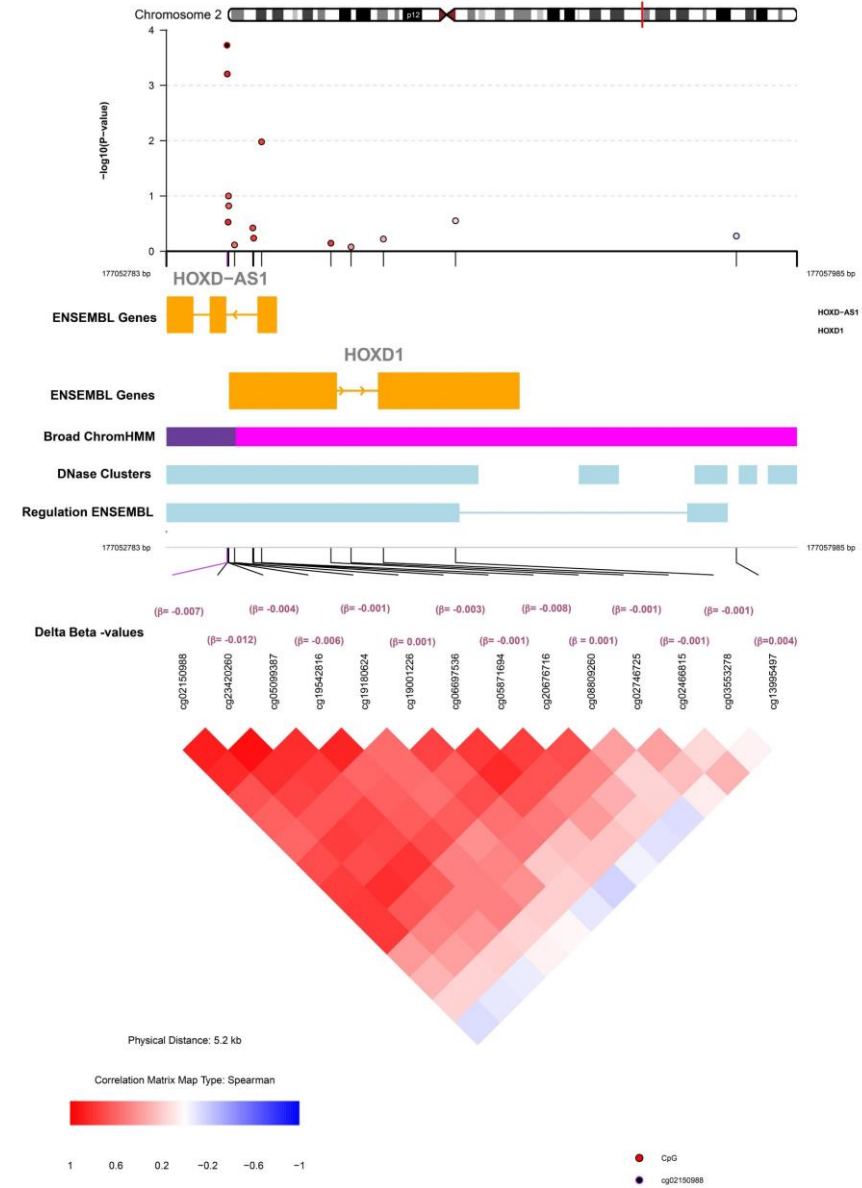 Chromosome 2
p12
4
3
2
1
0
−log10(P−value)
177052783 bp
177057985 bp
HOXD−AS1
ENSEMBL Genes
HOXD−AS1
HOXD1
HOXD1
ENSEMBL Genes
Broad ChromHMM
DNase Clusters
Regulation ENSEMBL
177052783 bp
177057985 bp
(β= -0.007) (β= -0.004) (β= -0.001) (β= -0.003) (β= -0.008) (β= -0.001) (β= -0.001)
Delta Beta -values
(β= -0.012) (β= -0.006) (β= 0.001) (β= -0.001) (β = 0.001) (β= -0.001) (β=0.004)
cg02150988
cg23420260
cg05099387
cg19542816
cg19180624
cg19001226
cg06697536
cg05871694
cg20676716
cg08809260
cg02746725
cg02466815
cg03553278
cg13995497
Physical Distance: 5.2 kb
Correlation Matrix Map Type: Spearman
1 0.6 0.2 −0.2 −0.6 −1
CpG
cg02150988